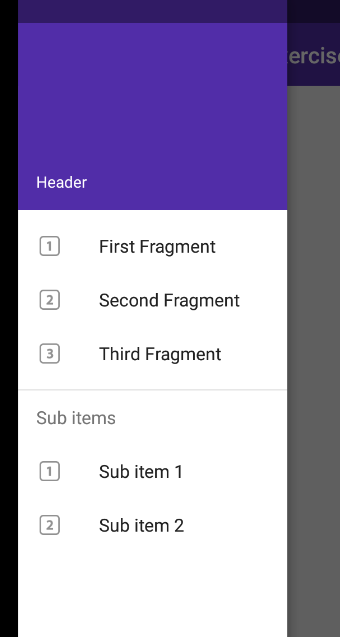 ercise
Header
1 First Fragment
2 Second Fragment
3 Third Fragment
Sub items
1 Sub item 1
2 Sub item 2